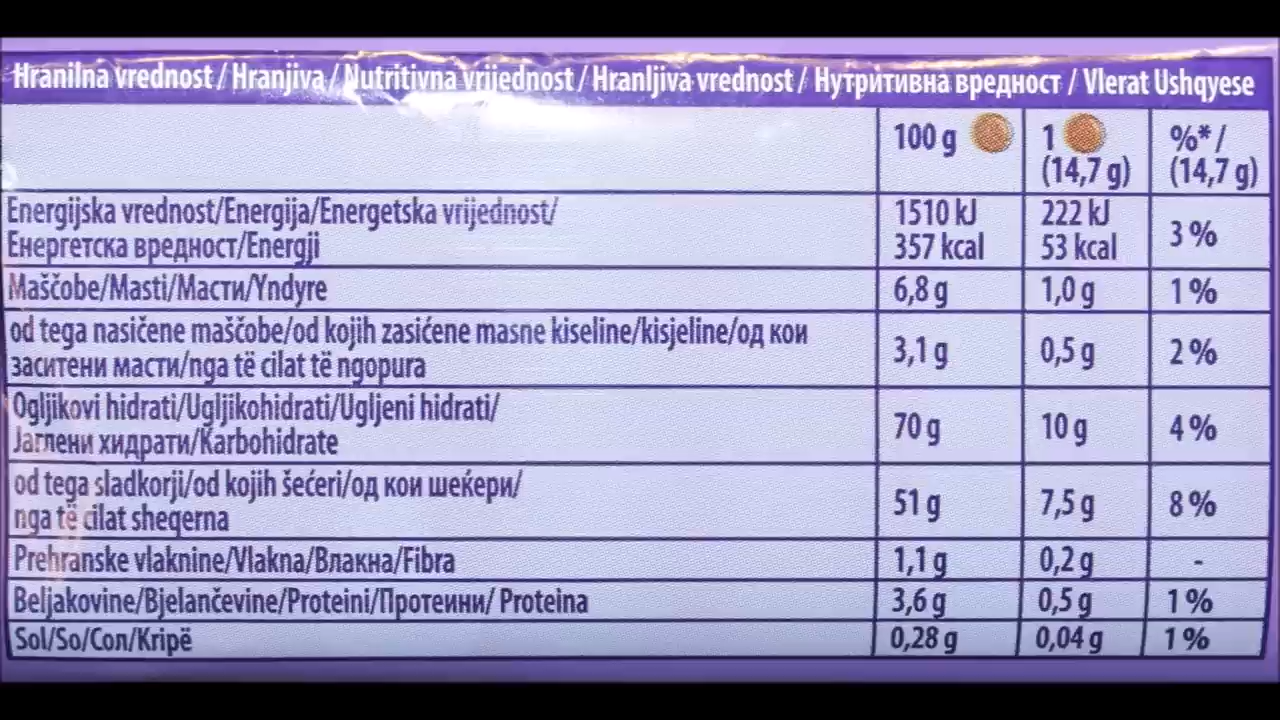 Hranilna vrednost / Hranjiva / Nutritivna vrijednost / Hranljiva vrednost / Нутритивна вредност / Vlerat Ushqyese
100 g 1 (14,7 g) %* / (14,7 g)
Energijska vrednost/Energija/Energetska vrijednost/
Енергетска вредност/Energji
1510 kJ 222 kJ 3 %
357 kcal 53 kcal
Maščobe/Masti/Масти/Yndyre 6,8 g 1,0 g 1 %
od tega nasičene maščobe/od kojih zasićene masne kiseline/kisjeline/од кои
заситени масти/nga të cilat të ngopura
3,1 g 0,5 g 2 %
Ogljikovi hidrati/Ugljikohidrati/Ugljeni hidrati/
Јаглени хидрати/Karbohidrate
70 g 10 g 4 %
od tega sladkorji/od kojih šećeri/од кои шеќери/
nga të cilat sheqerna
51 g 7,5 g 8 %
Prehranske vlaknine/Vlakna/Влакна/Fibra 1,1 g 0,2 g -
Beljakovine/Bjelančevine/Proteini/Протеини/ Proteina 3,6 g 0,5 g 1 %
Sol/So/Сол/Kripë 0,28 g 0,04 g 1 %